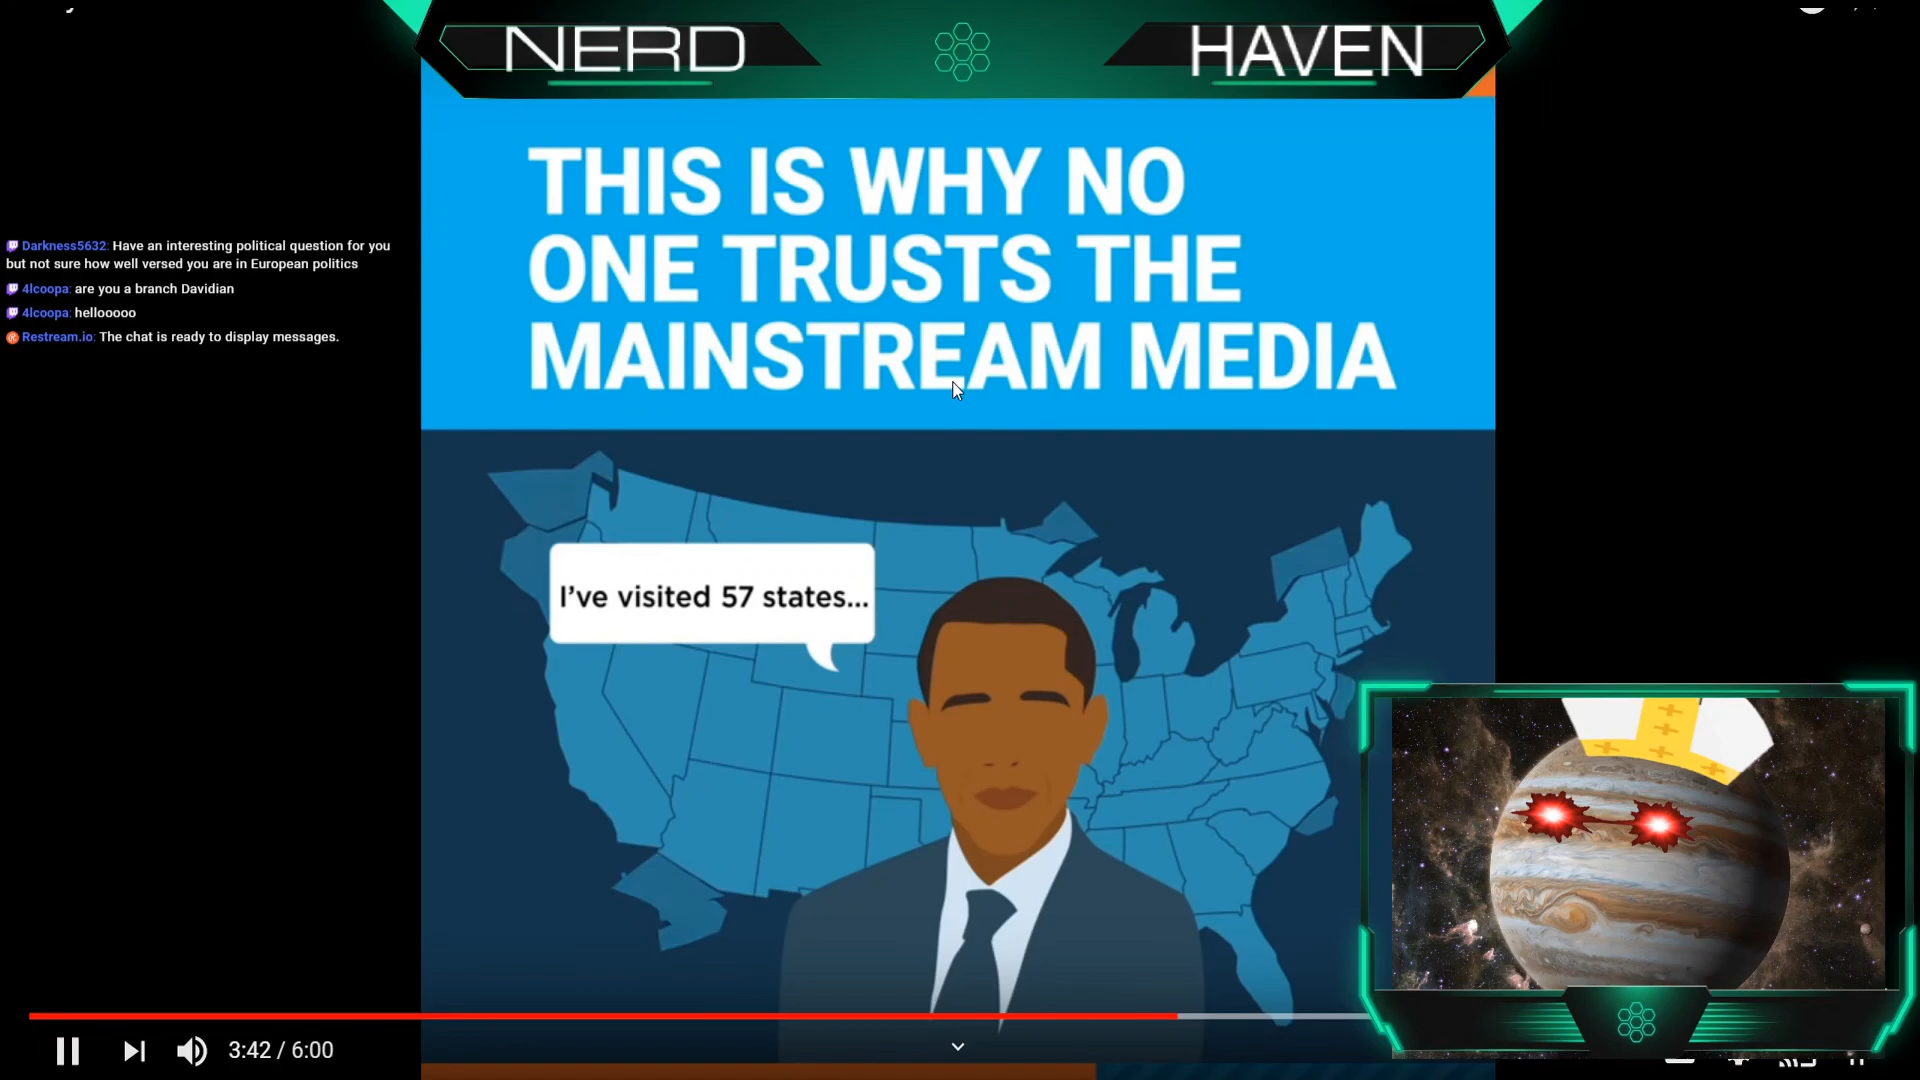 NERD HAVEN
THIS IS WHY NO
ONE TRUSTS THE
MAINSTREAM MEDIA
Darkness5632: Have an interesting political question for you
but not sure how well versed you are in European politics
4lcoopa: are you a branch Davidian
4lcoopa: hellooooo
Restream.io: The chat is ready to display messages.
I've visited 57 states...
3:42 / 6:00